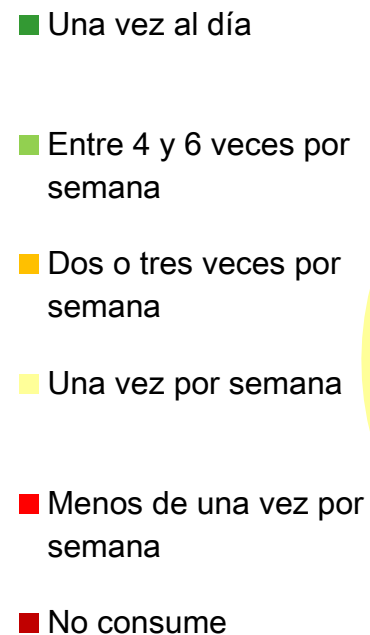 Una vez al día
Entre 4 y 6 veces por
semana
Dos o tres veces por
semana
Una vez por semana
Menos de una vez por
semana
No consume